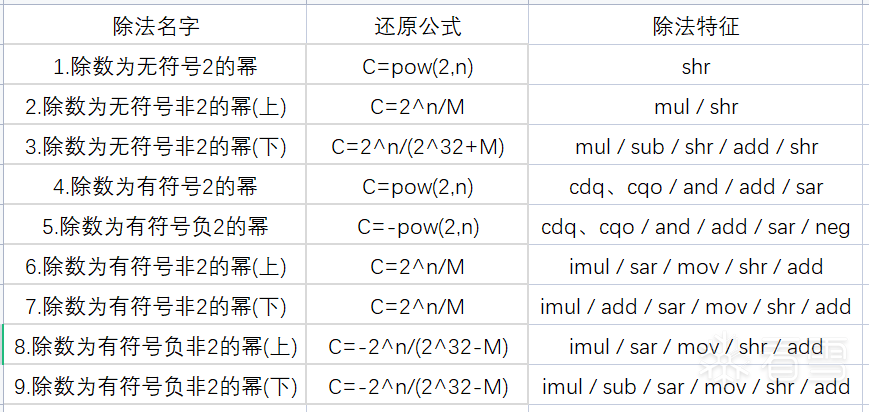 除法名字 还原公式 除法特征
1.除数为无符号2的幂 C=pow(2,n) shr
2.除数为无符号非2的幂(上) C=2^n/M mul / shr
3.除数为无符号非2的幂(下) C=2^n/(2^32+M) mul / sub / shr / add / shr
4.除数为有符号2的幂 C=pow(2,n) cdq、cqo / and / add / sar
5.除数为有符号负2的幂 C=-pow(2,n) cdq、cqo / and / add / sar / neg
6.除数为有符号非2的幂(上) C=2^n/M imul / sar / mov / shr / add
7.除数为有符号非2的幂(下) C=2^n/M imul / add / sar / mov / shr / add
8.除数为有符号负非2的幂(上) C=-2^n/(2^32-M) imul / sar / mov / shr / add
9.除数为有符号负非2的幂(下) C=-2^n/(2^32-M) imul / sub / sar / mov / shr / add
看雪